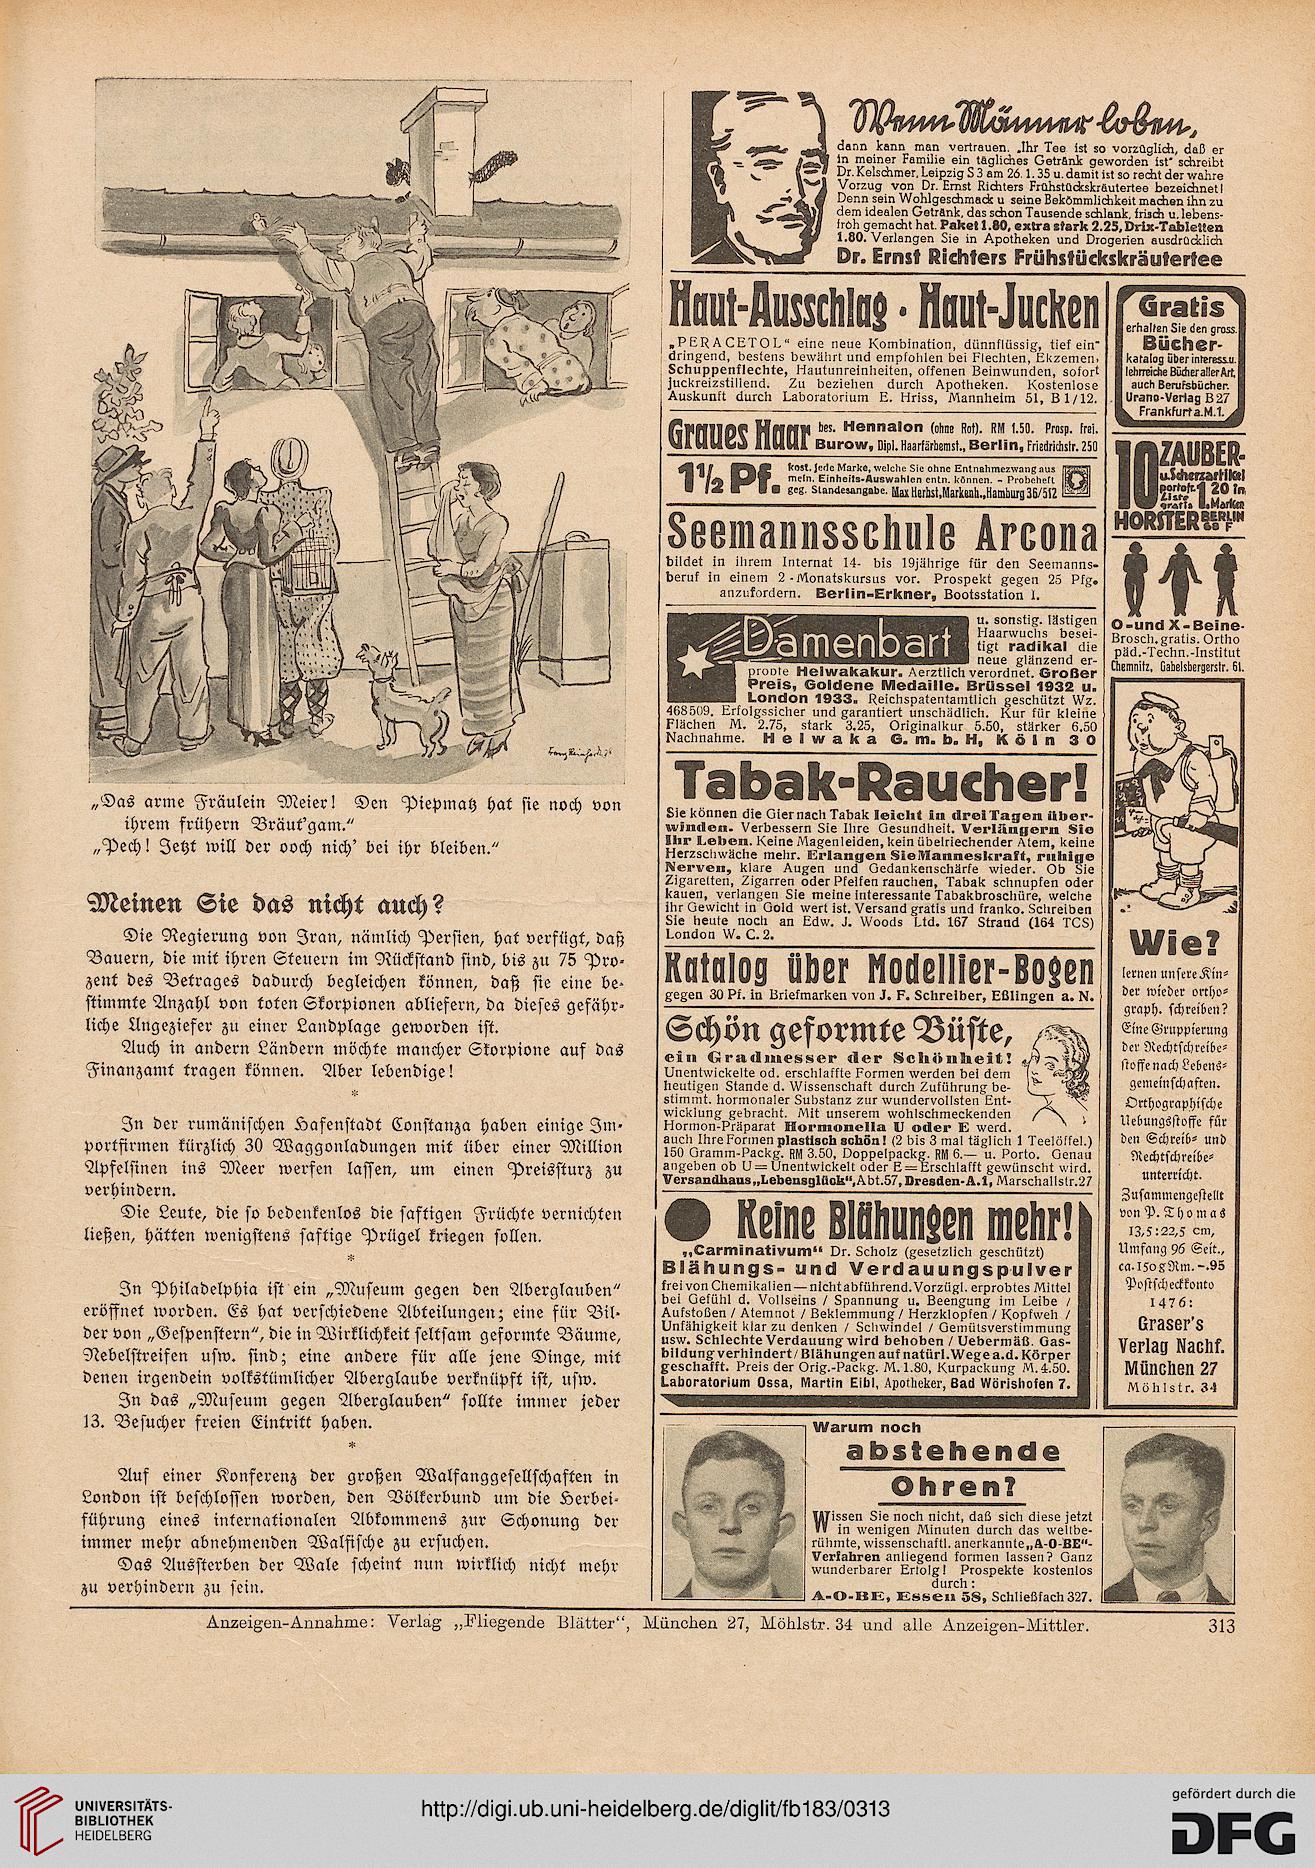 „Das arme Fräulein Meier! Den Piepmatz hat sie noch von
ihrem frühern Bräut'gam.“
„Pech! Jetzt will der ooch nich' bei ihr bleiben.“
Meinen Sie das nicht auch?
Die Regierung von Iran, nämlich Persien, hat verfügt, daß
Bauern, die mit ihren Steuern im Rückstand sind, bis zu 75 Pro-
zent des Betrages dadurch begleichen können, daß sie eine be-
stimmte Anzahl von toten Skorpionen abliefern, da dieses gefähr-
liche Ungeziefer zu einer Landplage geworden ist.
Auch in andern Ländern möchte mancher Skorpione auf das
Finanzamt tragen können. Aber lebendige!
*
In der rumänischen Hafenstadt Constanza haben einige Im-
portfirmen kürzlich 30 Waggonladungen mit über einer Million
Apfelsinen ins Meer werfen lassen, um einen Preissturz zu
verhindern.
Die Leute, die so bedenkenlos die saftigen Früchte vernichten
ließen, hätten wenigstens saftige Prügel kriegen sollen.
*
In Philadelphia ist ein „Museum gegen den Aberglauben“
eröffnet worden. Es hat verschiedene Abteilungen; eine für Bil-
der von „Gespenstern“, die in Wirklichkeit seltsam geformte Bäume,
Nebelstreifen usw. sind; eine andere für alle jene Dinge, mit
denen irgendein volkstümlicher Aberglaube verknüpft ist, usw.
In das „Museum gegen Aberglauben“ sollte immer jeder
13. Besucher freien Eintritt haben.
*
Auf einer Konferenz der großen Walfanggesellschaften in
London ist beschlossen worden, den Völkerbund um die Herbei-
führung eines internationalen Abkommens zur Schonung der
immer mehr abnehmenden Walfische zu ersuchen.
Das Aussterben der Wale scheint nun wirklich nicht mehr
zu verhindern zu sein.
Wenn Männer loben,
dann kann man vertrauen. „Ihr Tee ist so vorzüglich, daß er
in meiner Familie ein tägliches Getränk geworden ist“ schreibt
Dr. Kelschmer, Leipzig S 3 am 26. 1. 35 u. damit ist so recht der wahre
Vorzug von Dr. Ernst Richters Frühstückskräutertee bezeichnet!
Denn sein Wohlgeschmack u seine Bekömmlichkeit machen ihn zu
dem idealen Getränk, das schon Tausende schlank, frisch u. lebens-
froh gemacht hat. Paket 1.80, extra stark 2.25, Drix-Tabletten
1.80. Verlangen Sie in Apotheken und Drogerien ausdrücklich
Dr. Ernst Richters Frühstückskräutertee
Haut-Ausschlag · Haut-Jucken
„PERACETOL“ eine neue Kombination, dünnflüssig, tief ein-
dringend, bestens bewährt und empfohlen bei Flechten, Ekzemen,
Schuppenflechte, Hautunreinheiten, offenen Beinwunden, sofort
juckreizstillend. Zu beziehen durch Apotheken. Kostenlose
Auskunft durch Laboratorium E. Hriss, Mannheim 51, B 1/12.
Graues Haar bes. Hennalon (ohne Rot). RM 1.50. Prosp. frei.
Burow, Dipl. Haarfärbemst., Berlin, Friedrichstr. 250
1½ Pf. kost. jede Marke, welche Sie ohne Entnahmezwang aus
mein. Einheits-Auswahlen entn. können. - Probeheft
geg. Standesangabe. Max Herbst, Markenh., Hamburg 36/512
Seemannsschule Arcona
bildet in ihrem Internat 14- bis 19jährige für den Seemanns-
beruf in einem 2-Monatskursus vor. Prospekt gegen 25 Pfg.
anzufordern. Berlin-Erkner, Bootsstation 1.
Damenbart
u. sonstig. lästigen
Haarwuchs besei-
tigt radikal die
neue glänzend er-
probte Helwakakur. Aerztlich verordnet. Großer
Preis, Goldene Medaille. Brüssel 1932 u.
London 1933. Reichspatentamtlich geschützt Wz.
468509. Erfolgssicher und garantiert unschädlich. Kur für kleine
Flächen M. 2.75, stark 3.25, Originalkur 5.50, stärker 6.50
Nachnahme. Helwaka G. m. b. H, Köln 30
Tabak-Raucher!
Sie können die Gier nach Tabak leicht in drei Tagen über-
winden. Verbessern Sie Ihre Gesundheit. Verlängern Sie
Ihr Leben. Keine Magenleiden, kein übelriechender Atem, keine
Herzschwäche mehr. Erlangen Sie Manneskraft, ruhige
Nerven, klare Augen und Gedankenschärfe wieder. Ob Sie
Zigaretten, Zigarren oder Pfeifen rauchen, Tabak schnupfen oder
kauen, verlangen Sie meine interessante Tabakbroschüre, welche
ihr Gewicht in Gold wert ist. Versand gratis und franko. Schreiben
Sie heute noch an Edw. J. Woods Ltd. 167 Strand (164 TCS)
London W. C. 2.
Katalog über Modellier-Bogen
gegen 30 Pf. in Briefmarken von J. F. Schreiber, Eßlingen a. N.
Schön geformte Büste,
ein Gradmesser der Schönheit!
Unentwickelte od. erschlaffte Formen werden bei dem
heutigen Stande d. Wissenschaft durch Zuführung be-
stimmt. hormonaler Substanz zur wundervollsten Ent-
wicklung gebracht. Mit unserem wohlschmeckenden
Hormon-Präparat Hormonella U oder E werd.
auch Ihre Formen plastisch schön! (2 bis 3 mal täglich 1 Teelöffel.)
150 Gramm-Packg. RM 3.50, Doppelpackg. RM 6.— u. Porto. Genau
angeben ob U = Unentwickelt oder E = Erschlafft gewünscht wird.
Versandhaus „Lebensglück“, Abt. 57, Dresden-A. 1, Marschallstr. 27
Keine Blähungen mehr!
„Carminativum“ Dr. Scholz (gesetzlich geschützt)
Blähungs- und Verdauungspulver
frei von Chemikalien — nicht abführend. Vorzügl. erprobtes Mittel
bei Gefühl d. Vollseins / Spannung u. Beengung im Leibe /
Aufstoßen / Atemnot / Beklemmung / Herzklopfen / Kopfweh /
Unfähigkeit klar zu denken / Schwindel / Gemütsverstimmung
usw. Schlechte Verdauung wird behoben / Uebermäß. Gas-
bildung verhindert / Blähungen auf natürl. Wege a. d. Körper
geschafft. Preis der Orig.-Packg. M. 1.80, Kurpackung M. 4.50.
Laboratorium Ossa, Martin Eibl, Apotheker, Bad Wörishofen 7.
Gratis
erhalten Sie den gross.
Bücher-
katalog über interess. u.
lehrreiche Bücher aller Art,
auch Berufsbücher.
Urano-Verlag B 27
Frankfurt a. M. 1.
10 ZAUBER-
u. Scherzartikel
portofr. 1.20 in
Liste gratis Marken
HORSTER BERLIN 68 F
O- und X-Beine-
Brosch. gratis. Ortho
päd.-Techn.-Institut
Chemnitz, Gabelsbergerstr. 61.
Wie?
lernen unsere Kin-
der wieder ortho-
graph. schreiben?
Eine Gruppierung
der Rechtschreibe-
stoffe nach Lebens-
gemeinschaften.
Orthographische
Uebungsstoffe für
den Schreib- und
Rechtschreibe-
unterricht.
Zusammengestellt
von P. Thomas
13,5 : 22,5 cm,
Umfang 96 Seit.,
ca. 150 g Rm. -.95
Postscheckkonto
1476:
Graser's
Verlag Nachf.
München 27
Möhlstr. 34
Warum noch
abstehende
Ohren?
Wissen Sie noch nicht, daß sich diese jetzt
in wenigen Minuten durch das weltbe-
rühmte, wissenschaftl. anerkannte „A-O-BE“-
Verfahren anliegend formen lassen? Ganz
wunderbarer Erfolg! Prospekte kostenlos
durch:
A-O-BE, Essen 58, Schließfach 327.
Anzeigen-Annahme: Verlag „Fliegende Blätter“, München 27, Möhlstr. 34 und alle Anzeigen-Mittler.
313
UNIVERSITÄTS-
BIBLIOTHEK
HEIDELBERG
http://digi.ub.uni-heidelberg.de/diglit/fb183/0313
gefördert durch die
DFG